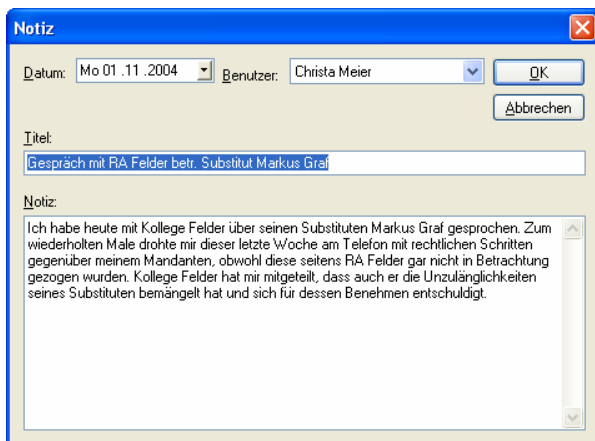 Notiz
Datum: Mo 01 .11 .2004 Benutzer: Christa Meier OK
Abbrechen
Titel:
Gespräch mit RA Felder betr. Substitut Markus Graf
Notiz:
Ich habe heute mit Kollege Felder über seinen Substituten Markus Graf gesprochen. Zum
wiederholten Male drohte mir dieser letzte Woche am Telefon mit rechtlichen Schritten
gegenüber meinem Mandanten, obwohl diese seitens RA Felder gar nicht in Betrachtung
gezogen wurden. Kollege Felder hat mir mitgeteilt, dass auch er die Unzulänglichkeiten
seines Substituten bemängelt hat und sich für dessen Benehmen entschuldigt.